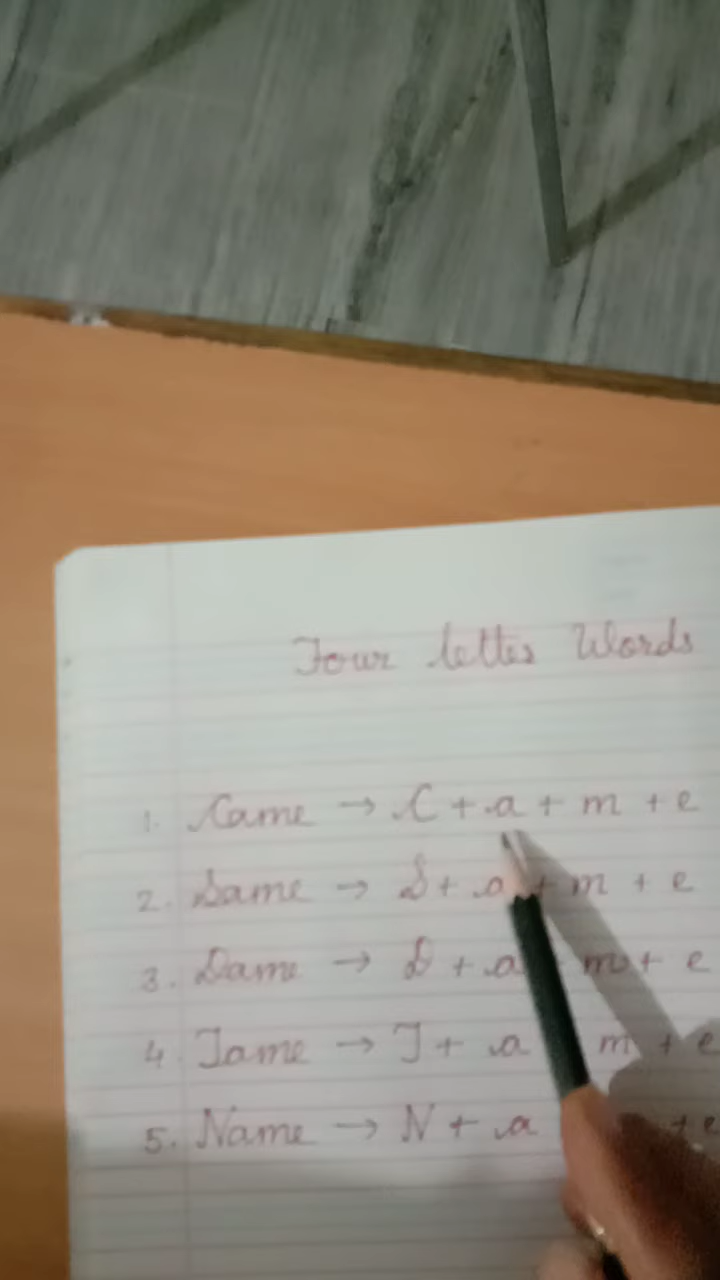 Four letter Words
1. Came → C + a + m + e
2. Same → S + a + m + e
3. Dame → D + a + m + e
4. Tame → T + a m + e
5. Name → N + a + e